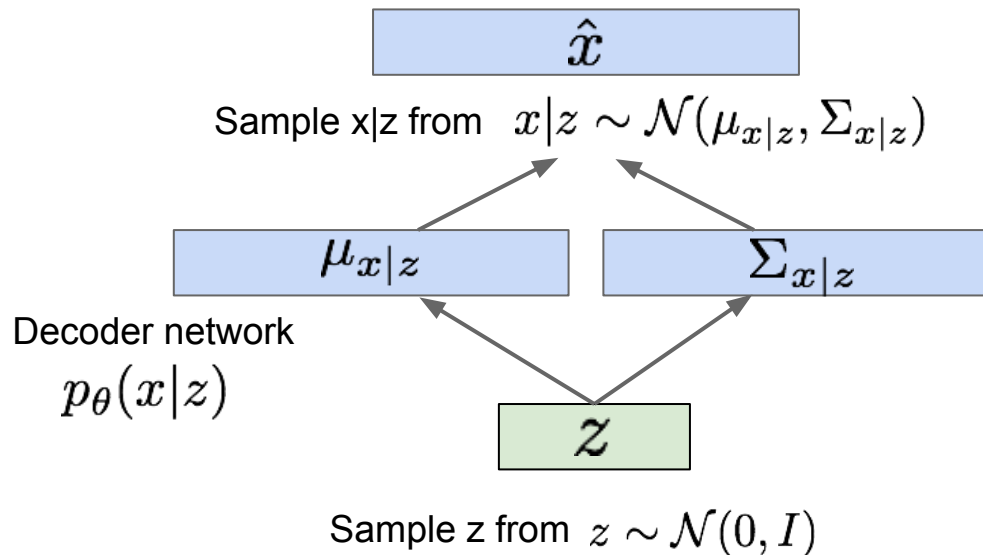 x̂
Sample x|z from x|z ∼ 𝒩(μ_{x|z}, Σ_{x|z})
μ_{x|z}
Σ_{x|z}
Decoder network
p_θ(x|z)
z
Sample z from z ∼ 𝒩(0, I)